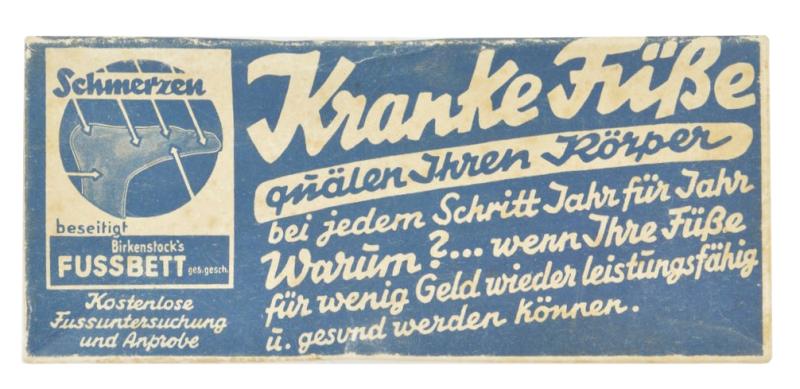 Schmerzen
beseitigt
Birkenstock's
FUSSBETT ges.gesch.
Kostenlose
Fussuntersuchung
und Anprobe
Kranke Füße
quälen Ihren Körper
bei jedem Schritt Jahr für Jahr
Warum?... wenn Ihre Füße
für wenig Geld wieder leistungsfähig
u. gesund werden können.